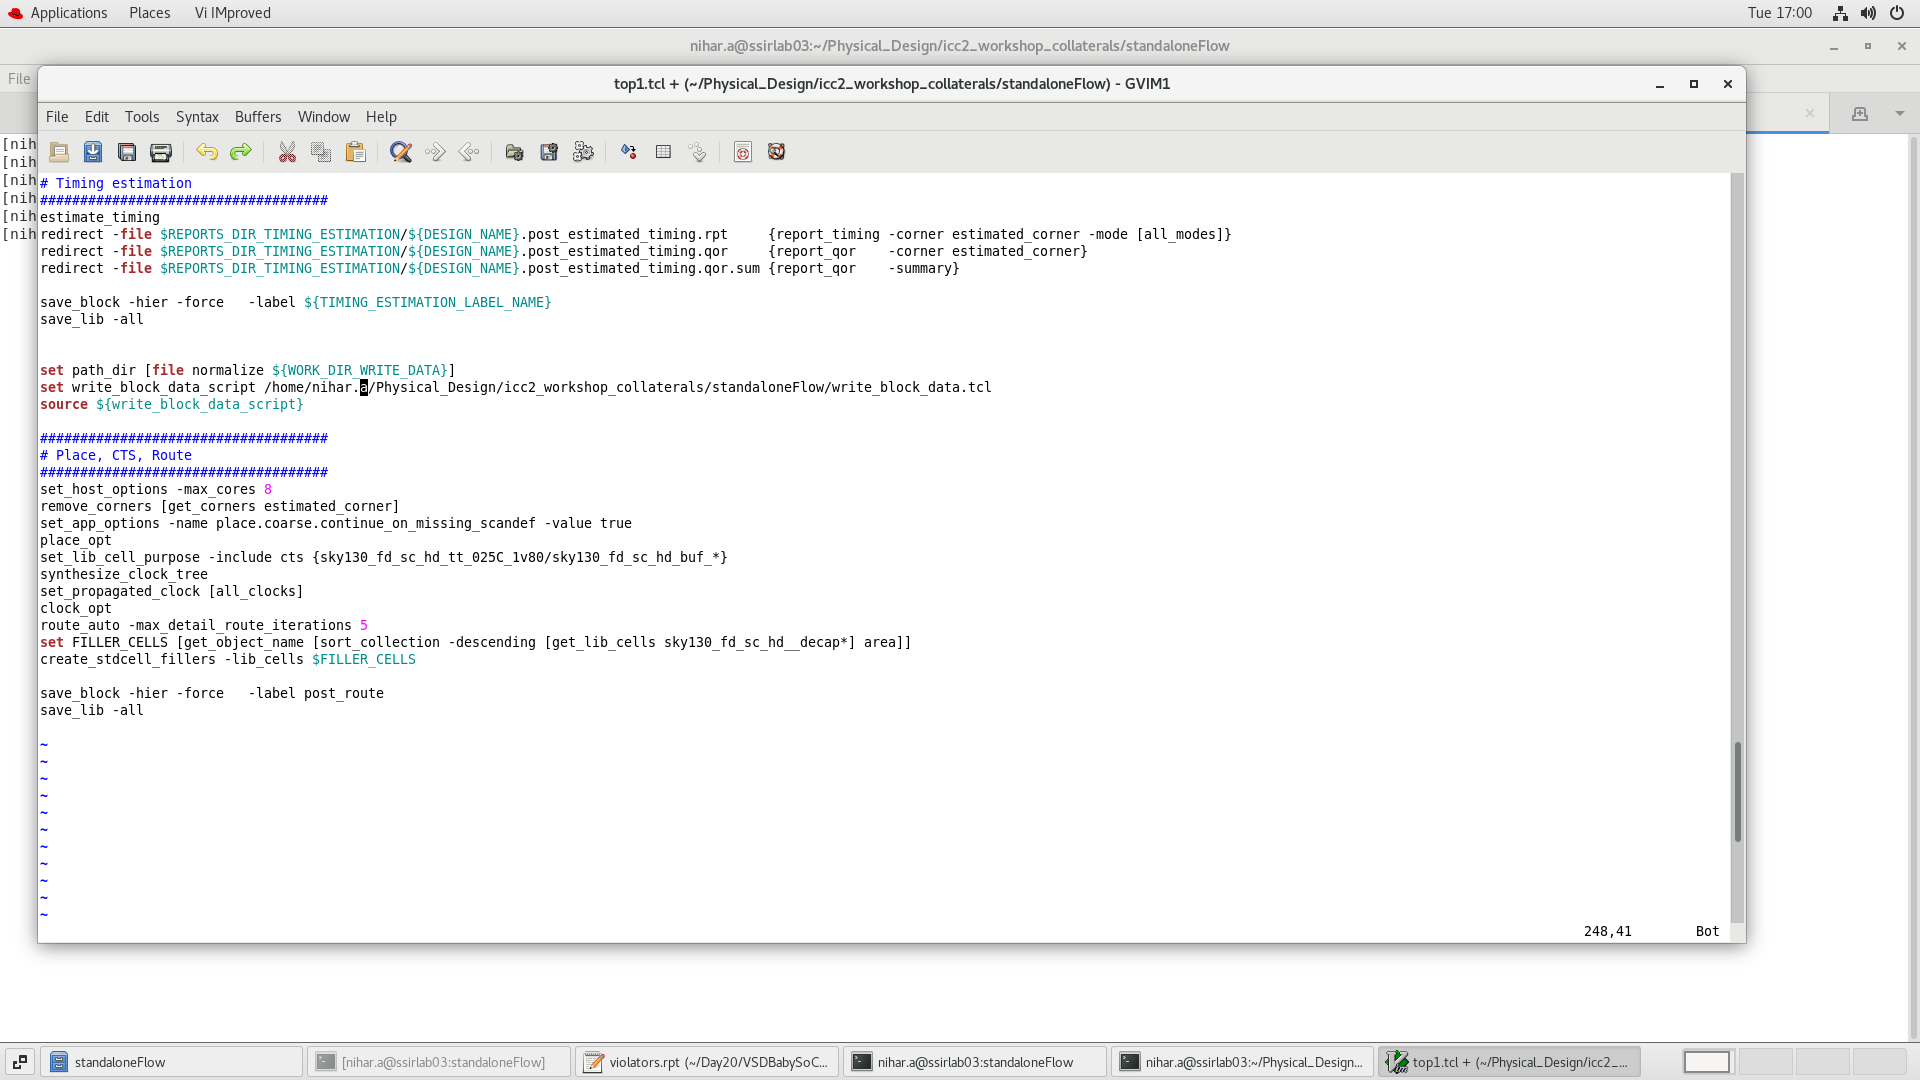 Applications Places Vi IMproved Tue 17:00
nihar.a@ssirlab03:~/Physical_Design/icc2_workshop_collaterals/standaloneFlow
File
top1.tcl + (~/Physical_Design/icc2_workshop_collaterals/standaloneFlow) - GVIM1
File Edit Tools Syntax Buffers Window Help
[nih
[nih
[nih
[nih
[nih
[nih
# Timing estimation
####################################
estimate_timing
redirect -file $REPORTS_DIR_TIMING_ESTIMATION/${DESIGN_NAME}.post_estimated_timing.rpt     {report_timing -corner estimated_corner -mode [all_modes]}
redirect -file $REPORTS_DIR_TIMING_ESTIMATION/${DESIGN_NAME}.post_estimated_timing.qor     {report_qor    -corner estimated_corner}
redirect -file $REPORTS_DIR_TIMING_ESTIMATION/${DESIGN_NAME}.post_estimated_timing.qor.sum {report_qor    -summary}
save_block -hier -force   -label ${TIMING_ESTIMATION_LABEL_NAME}
save_lib -all
set path_dir [file normalize ${WORK_DIR_WRITE_DATA}]
set write_block_data_script /home/nihar.a/Physical_Design/icc2_workshop_collaterals/standaloneFlow/write_block_data.tcl
source ${write_block_data_script}
####################################
# Place, CTS, Route
####################################
set_host_options -max_cores 8
remove_corners [get_corners estimated_corner]
set_app_options -name place.coarse.continue_on_missing_scandef -value true
place_opt
set_lib_cell_purpose -include cts {sky130_fd_sc_hd_tt_025C_1v80/sky130_fd_sc_hd_buf_*}
synthesize_clock_tree
set_propagated_clock [all_clocks]
clock_opt
route_auto -max_detail_route_iterations 5
set FILLER_CELLS [get_object_name [sort_collection -descending [get_lib_cells sky130_fd_sc_hd__decap*] area]]
create_stdcell_fillers -lib_cells $FILLER_CELLS
save_block -hier -force   -label post_route
save_lib -all
~
~
~
~
~
~
~
~
~
~
~
248,41 Bot
standaloneFlow [nihar.a@ssirlab03:standaloneFlow] violators.rpt (~/Day20/VSDBabySoC... nihar.a@ssirlab03:standaloneFlow nihar.a@ssirlab03:~/Physical_Design... top1.tcl + (~/Physical_Design/icc2_...